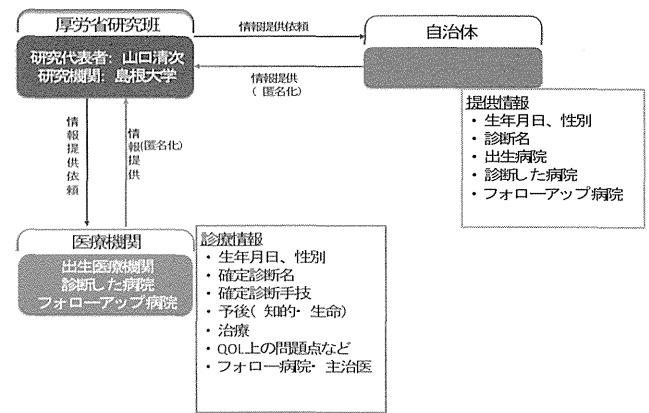 厚労省研究班
研究代表者：山口清次
研究機関：島根大学
情報提供依頼
情報提供
（匿名化）
自治体
提供情報
・ 生年月日、性別
・ 診断名
・ 出生病院
・ 診断した病院
・ フォローアップ病院
情報提供依頼
情報提供(匿名化)
医療機関
出生医療機関
診断した病院
フォローアップ病院
診療情報
・ 生年月日、性別
・ 確定診断名
・ 確定診断手技
・ 予後（知的・生命）
・ 治療
・ QOL上の問題点など
・ フォロー病院・主治医